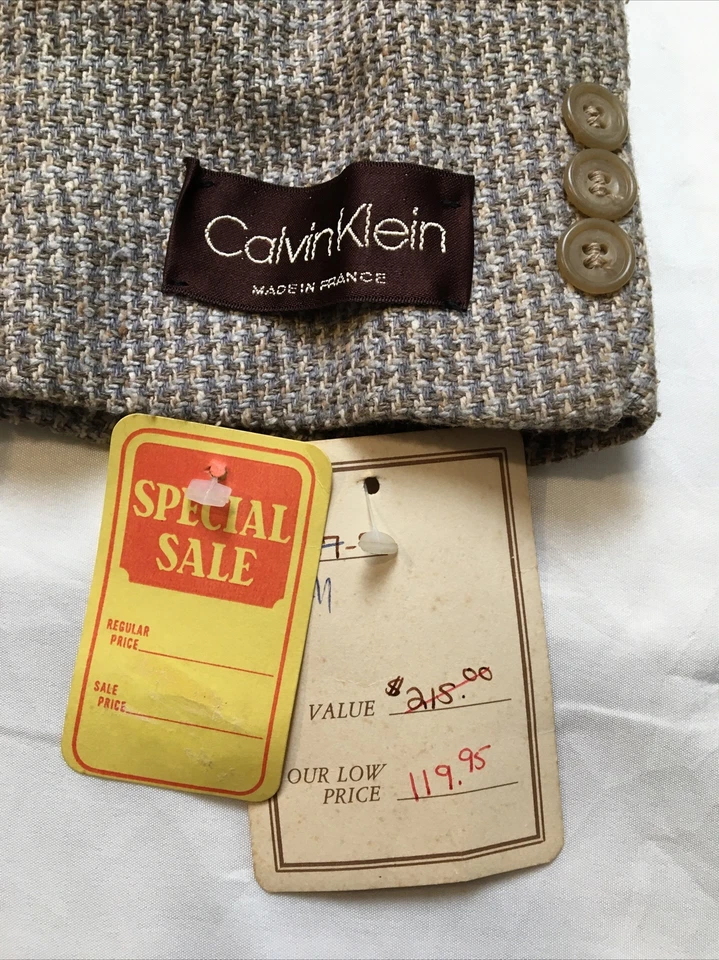 CalvinKlein
MADE IN FRANCE
SPECIAL
SALE
REGULAR
PRICE
SALE
PRICE
VALUE $215.00
OUR LOW
PRICE 119.95